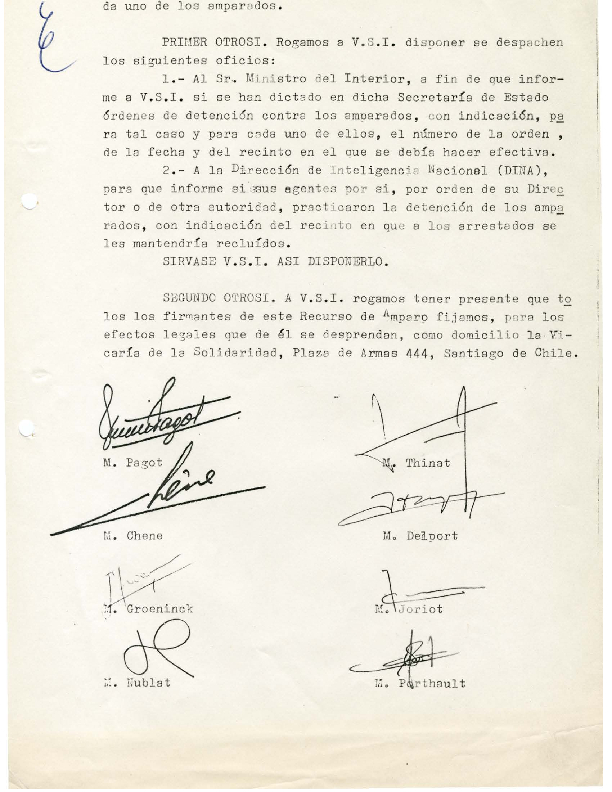 da uno de los amparados.
PRIMER OTROSI. Rogamos a V.S.I. disponer se despachen
los siguientes oficios:
1.- Al Sr. Ministro del Interior, a fin de que infor-
me a V.S.I. si se han dictado en dicha Secretaría de Estado
órdenes de detención contra los amparados, con indicación, pa
ra tal caso y para cada uno de ellos, el número de la orden ,
de la fecha y del recinto en el que se debía hacer efectiva.
2.- A la Dirección de Inteligencia Nacional (DINA),
para que informe si sus agentes por si, por orden de su Direc
tor o de otra autoridad, practicaron la detención de los ampa
rados, con indicación del recinto en que a los arrestados se
les mantendría recluídos.
SIRVASE V.S.I. ASI DISPONERLO.
SEGUNDO OTROSI. A V.S.I. rogamos tener presente que to
los los firmantes de este Recurso de Amparo fijamos, para los
efectos legales que de él se desprendan, como domicilio la Vi-
caría de la Solidaridad, Plaza de Armas 444, Santiago de Chile.
M. Pagot
M. Thinat
M. Chene
M. Delport
M. Groeninck
M. Joriot
M. Nublat
M. Parthault